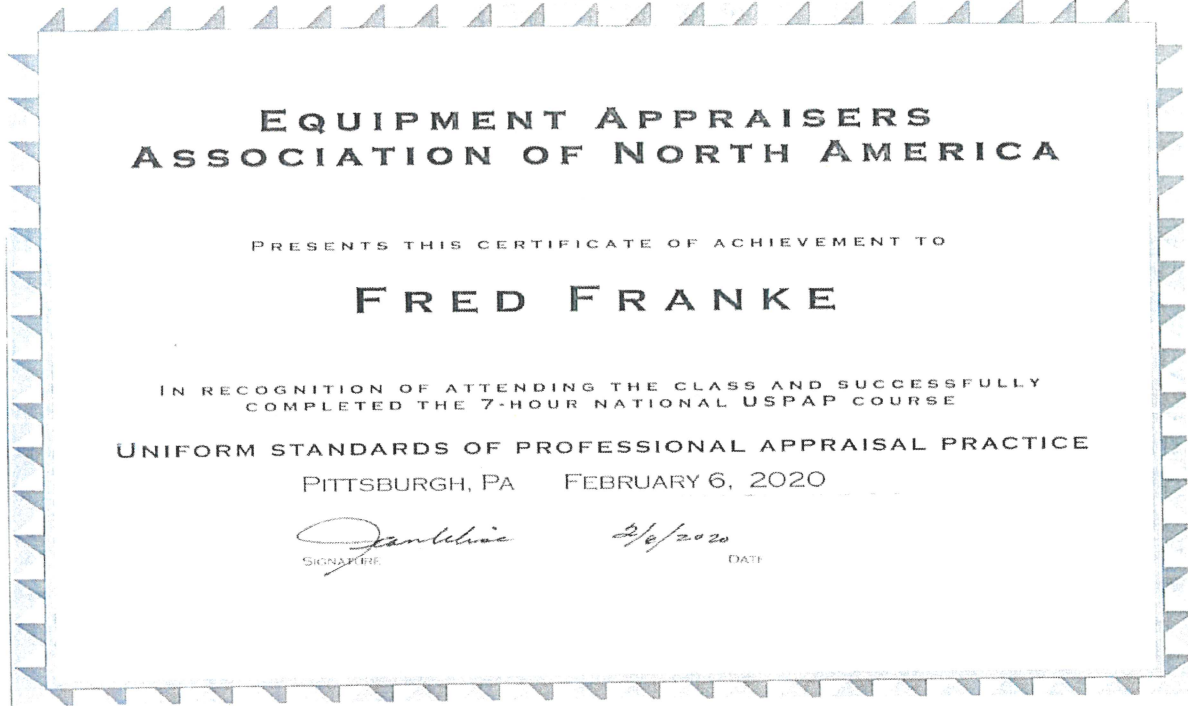 EQUIPMENT APPRAISERS
ASSOCIATION OF NORTH AMERICA
PRESENTS THIS CERTIFICATE OF ACHIEVEMENT TO
FRED FRANKE
IN RECOGNITION OF ATTENDING THE CLASS AND SUCCESSFULLY
COMPLETED THE 7-HOUR NATIONAL USPAP COURSE
UNIFORM STANDARDS OF PROFESSIONAL APPRAISAL PRACTICE
PITTSBURGH, PA FEBRUARY 6, 2020
2/6/2020
SIGNATURE DATE